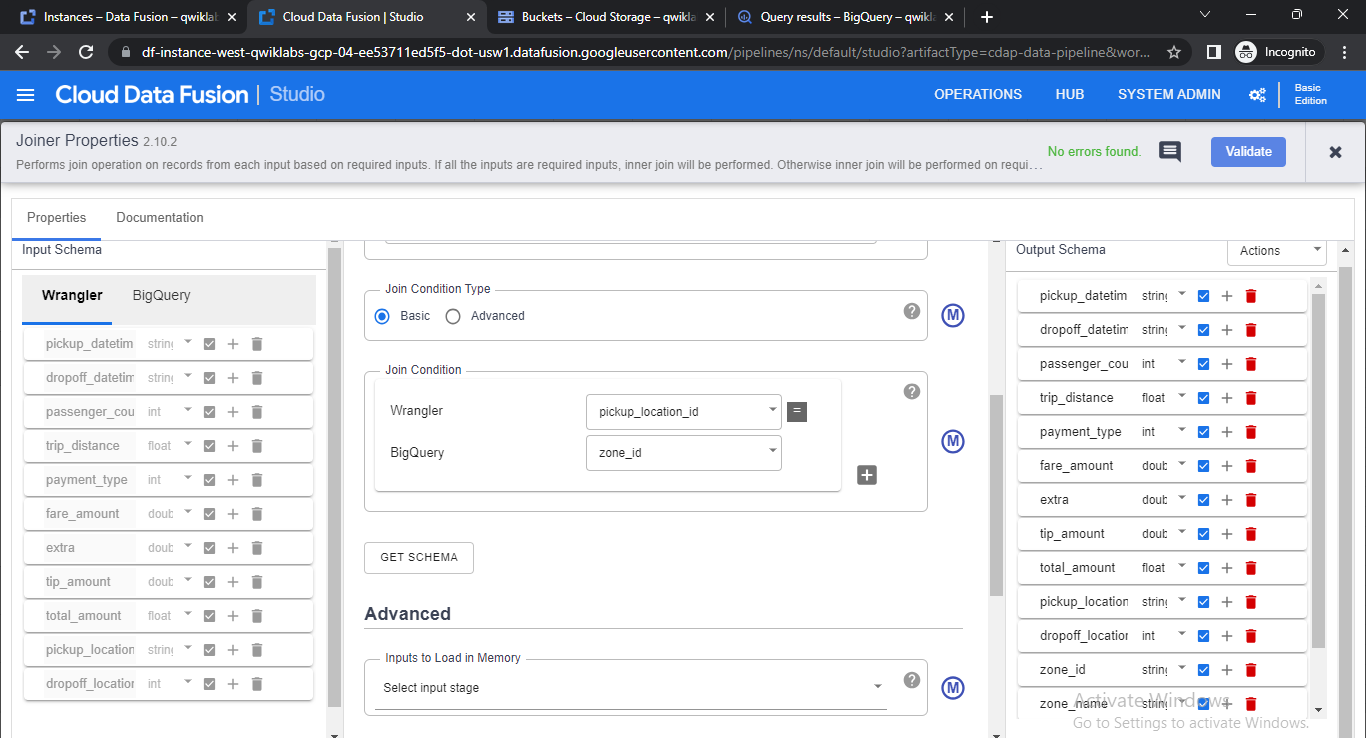 Instances – Data Fusion – qwikla
Cloud Data Fusion | Studio
Buckets – Cloud Storage – qwikla
Query results – BigQuery – qwikl
df-instance-west-qwiklabs-gcp-04-ee53711ed5f5-dot-usw1.datafusion.googleusercontent.com/pipelines/ns/default/studio?artifactType=cdap-data-pipeline&wor...
Incognito
Cloud Data Fusion | Studio
OPERATIONS
HUB
SYSTEM ADMIN
Basic
Edition
Joiner Properties 2.10.2
Performs join operation on records from each input based on required inputs. If all the inputs are required inputs, inner join will be performed. Otherwise inner join will be performed on requi...
No errors found.
Validate
Properties
Documentation
Input Schema
Wrangler
BigQuery
pickup_datetim string
dropoff_datetim string
passenger_cou int
trip_distance float
payment_type int
fare_amount doub
extra doub
tip_amount doub
total_amount float
pickup_location string
dropoff_location int
Join Condition Type
Basic
Advanced
M
Join Condition
Wrangler
pickup_location_id
=
BigQuery
zone_id
M
GET SCHEMA
Advanced
Inputs to Load in Memory
Select input stage
M
Output Schema
Actions
pickup_datetim string
dropoff_datetim string
passenger_cou int
trip_distance float
payment_type int
fare_amount doub
extra doub
tip_amount doub
total_amount float
pickup_location string
dropoff_location int
zone_id string
zone_name string
Activate Windows
Go to Settings to activate Windows.